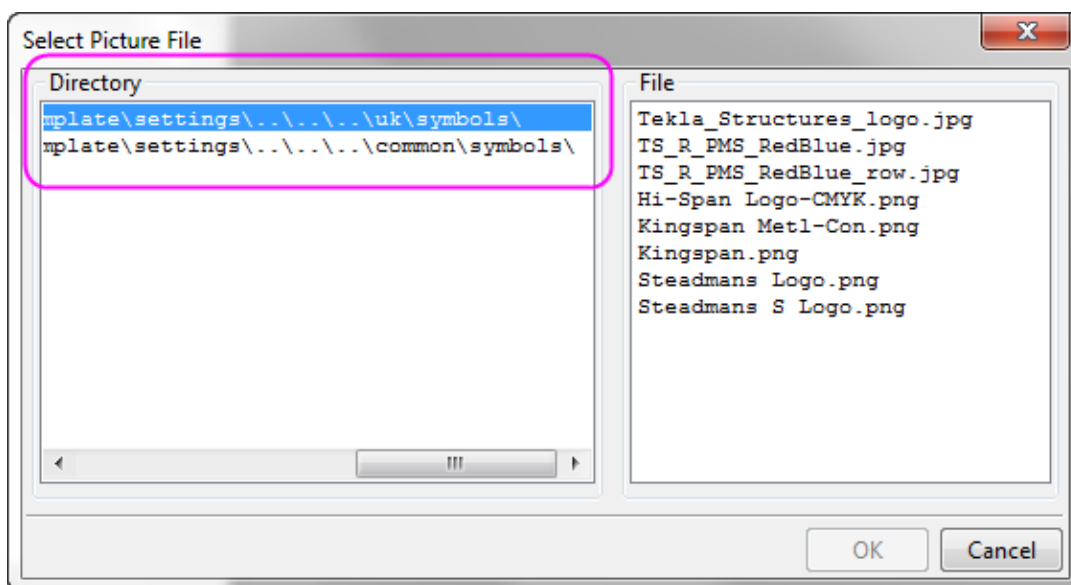 Select Picture File
Directory
mplate\settings\..\..\..\uk\symbols\
mplate\settings\..\..\..\common\symbols\
File
Tekla_Structures_logo.jpg
TS_R_PMS_RedBlue.jpg
TS_R_PMS_RedBlue_row.jpg
Hi-Span Logo-CMYK.png
Kingspan Metl-Con.png
Kingspan.png
Steadmans Logo.png
Steadmans S Logo.png
OK
Cancel